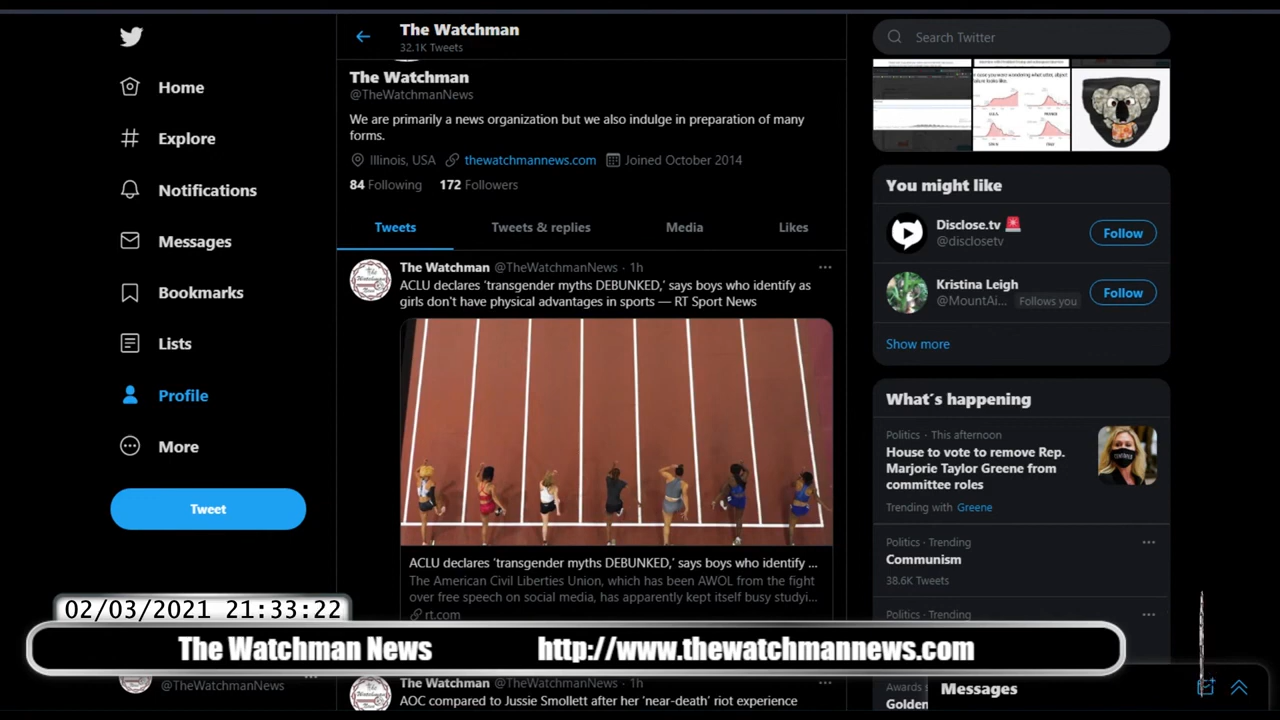 The Watchman
32.1K Tweets
Search Twitter
Home
Explore
Notifications
Messages
Bookmarks
Lists
Profile
More
Tweet
The Watchman
@TheWatchmanNews
We are primarily a news organization but we also indulge in preparation of many
forms.
Illinois, USA thewatchmannews.com Joined October 2014
84 Following 172 Followers
Tweets Tweets & replies Media Likes
The Watchman @TheWatchmanNews · 1h
ACLU declares 'transgender myths DEBUNKED,' says boys who identify as
girls don't have physical advantages in sports — RT Sport News
ACLU declares 'transgender myths DEBUNKED,' says boys who identify ...
The American Civil Liberties Union, which has been AWOL from the fight
over free speech on social media, has apparently kept itself busy studyi...
rt.com
The Watchman @TheWatchmanNews · 1h
AOC compared to Jussie Smollett after her 'near-death' riot experience
You might like
Disclose.tv
@disclosetv
Follow
Kristina Leigh
@MountAi... Follows you
Follow
Show more
What's happening
Politics · This afternoon
House to vote to remove Rep.
Marjorie Taylor Greene from
committee roles
Trending with Greene
Politics · Trending
Communism
38.6K Tweets
Politics · Trending
Awards
Golden
Messages
02/03/2021 21:33:22
The Watchman News http://www.thewatchmannews.com
@TheWatchmanNews